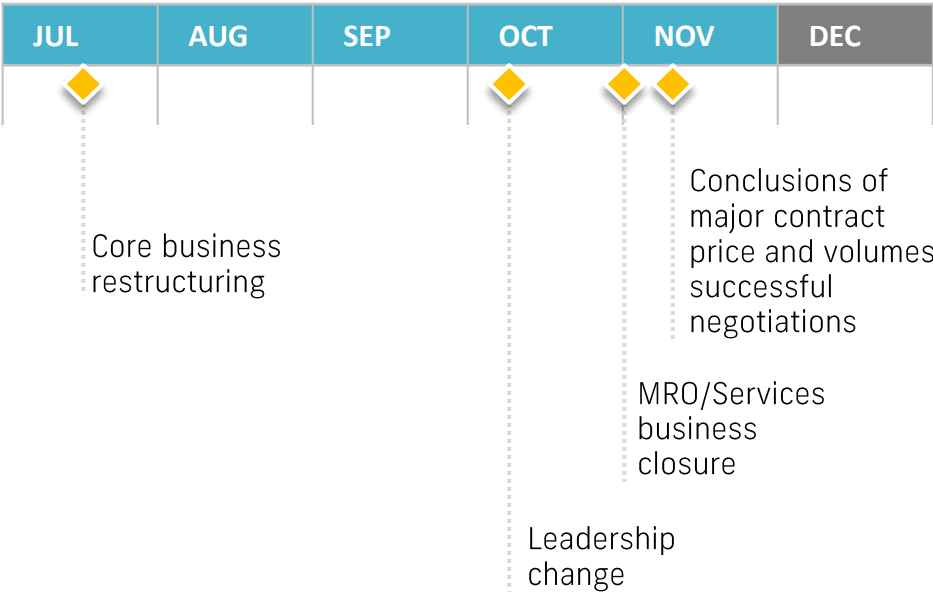 JUL AUG SEP OCT NOV DEC
Core business
restructuring
Conclusions of
major contract
price and volumes
successful
negotiations
MRO/Services
business
closure
Leadership
change